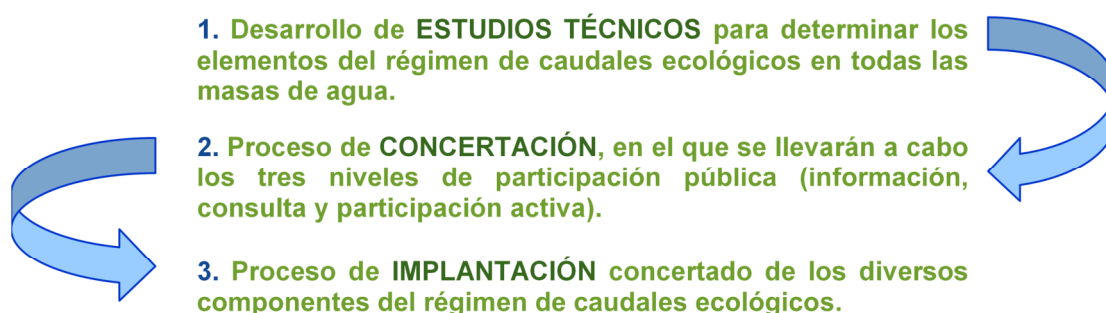 1. Desarrollo de ESTUDIOS TÉCNICOS para determinar los
elementos del régimen de caudales ecológicos en todas las
masas de agua.
2. Proceso de CONCERTACIÓN, en el que se llevarán a cabo
los tres niveles de participación pública (información,
consulta y participación activa).
3. Proceso de IMPLANTACIÓN concertado de los diversos
componentes del régimen de caudales ecológicos.